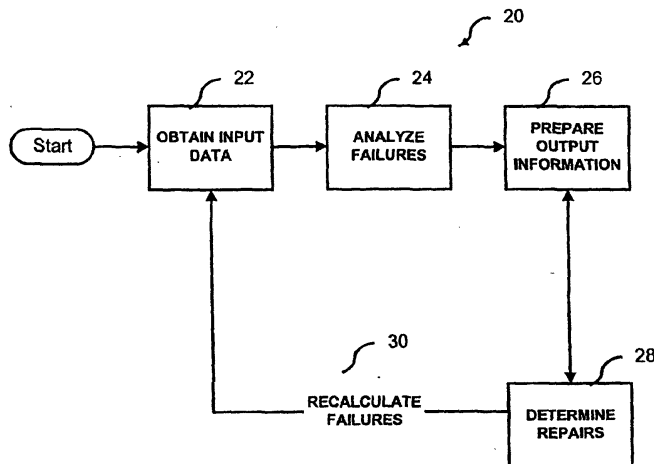 20
22
24
26
Start
OBTAIN INPUT
DATA
ANALYZE
FAILURES
PREPARE
OUTPUT
INFORMATION
30
RECALCULATE
FAILURES
28
DETERMINE
REPAIRS